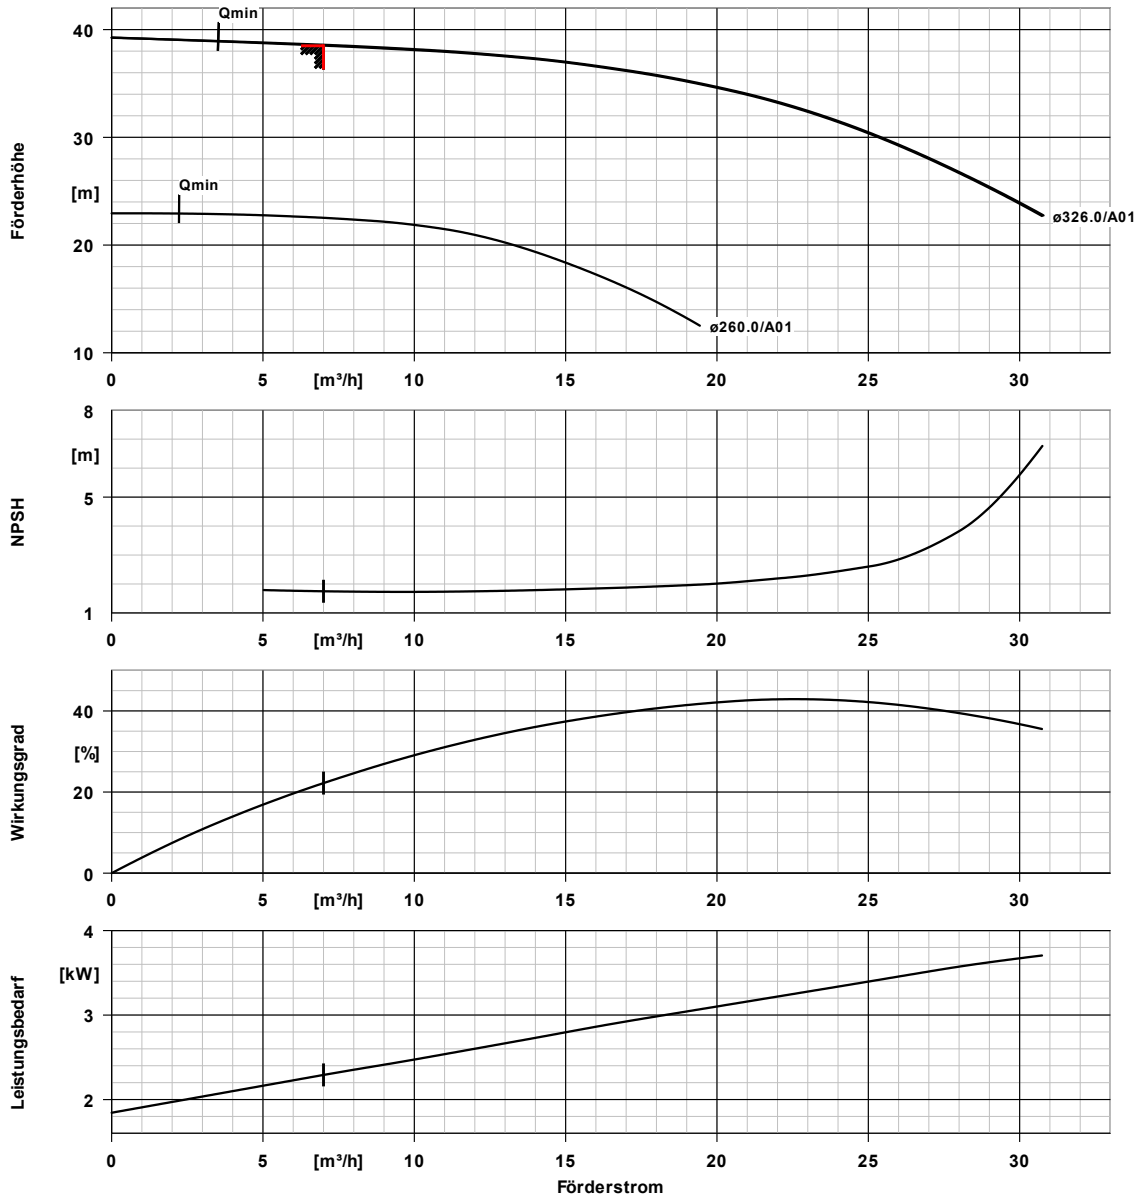 Qmin
40
Förderhöhe
30
[m]
Qmin
20
ø326.0/A01
ø260.0/A01
10
0 5 [m³/h] 10 15 20 25 30
8
[m]
NPSH
5
1
0 5 [m³/h] 10 15 20 25 30
Wirkungsgrad
40
[%]
20
0
0 5 [m³/h] 10 15 20 25 30
Leistungsbedarf
4
[kW]
3
2
0 5 [m³/h] 10 15 20 25 30
Förderstrom